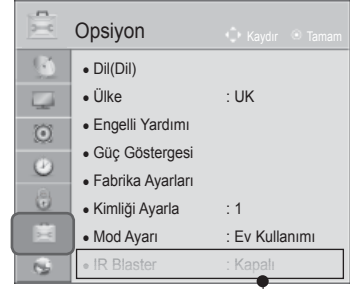 Opsiyon
Kaydır
Tamam
• Dil(Dil)
• Ülke : UK
• Engelli Yardımı
• Güç Göstergesi
• Fabrika Ayarları
• Kimliği Ayarla : 1
• Mod Ayarı : Ev Kullanımı
• IR Blaster : Kapalı